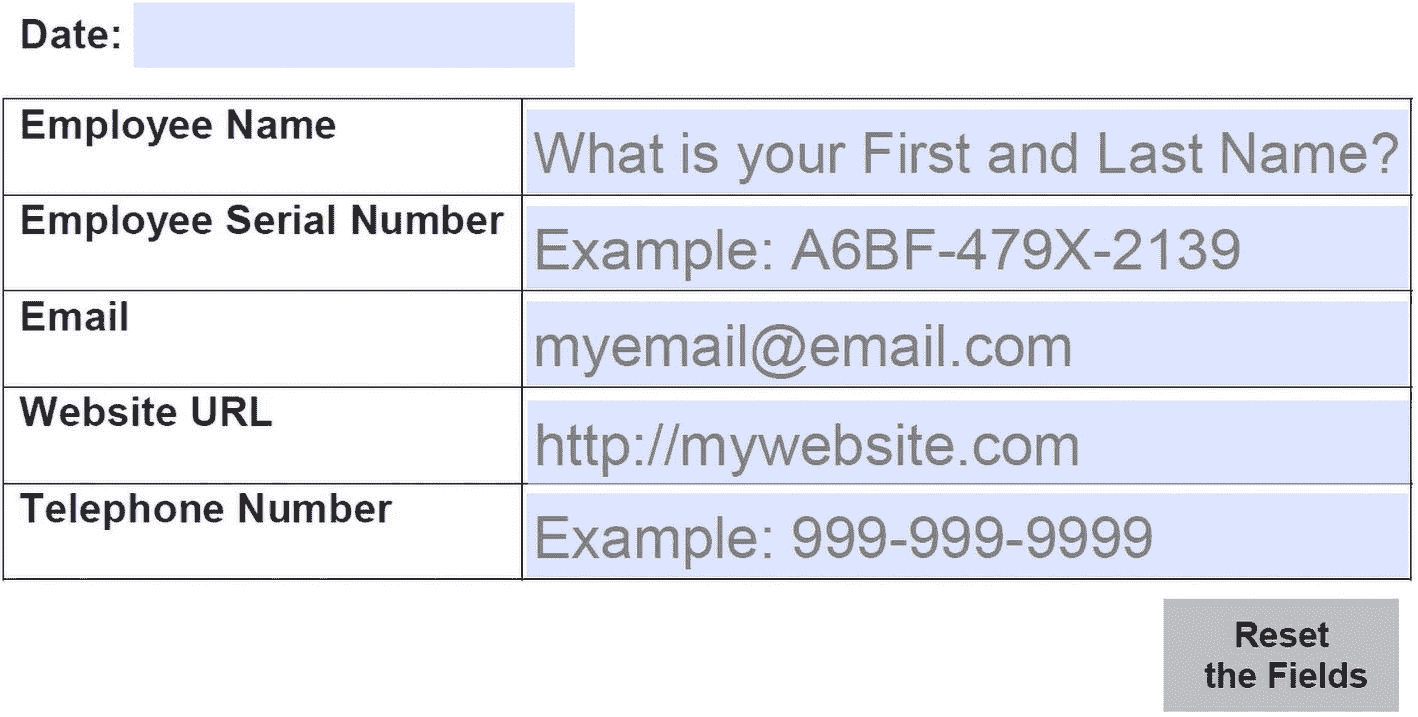 Date:
Employee Name
What is your First and Last Name?
Employee Serial Number
Example: A6BF-479X-2139
Email
myemail@email.com
Website URL
http://mywebsite.com
Telephone Number
Example: 999-999-9999
Reset
the Fields